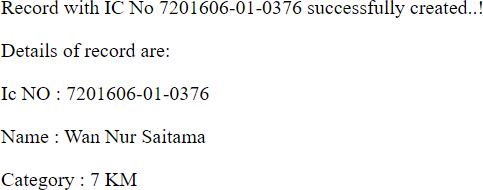 Record with IC No 7201606-01-0376 successfully created..!
Details of record are:
Ic NO : 7201606-01-0376
Name : Wan Nur Saitama
Category : 7 KM